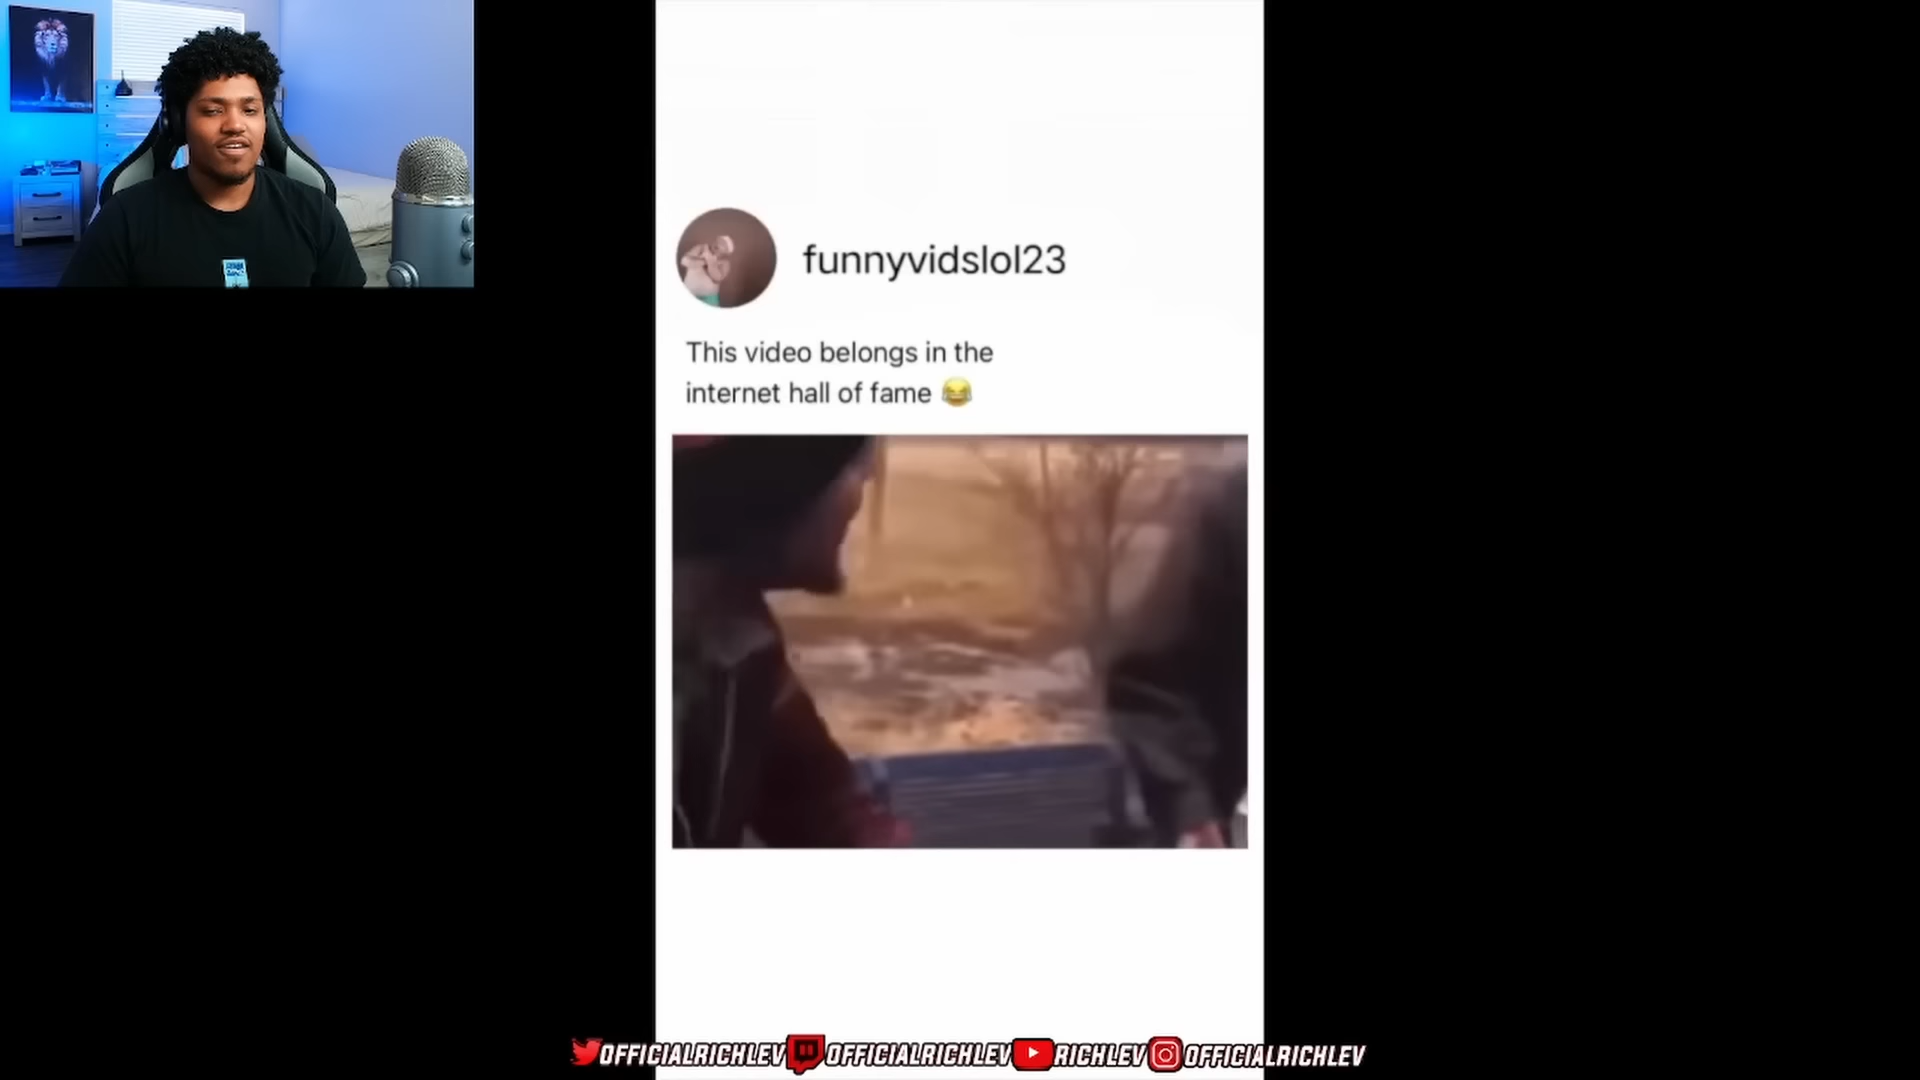 funnyvidslol23
This video belongs in the
internet hall of fame 😂
OFFICIALRICHLEV OFFICIALRICHLEV RICHLEV OFFICIALRICHLEV